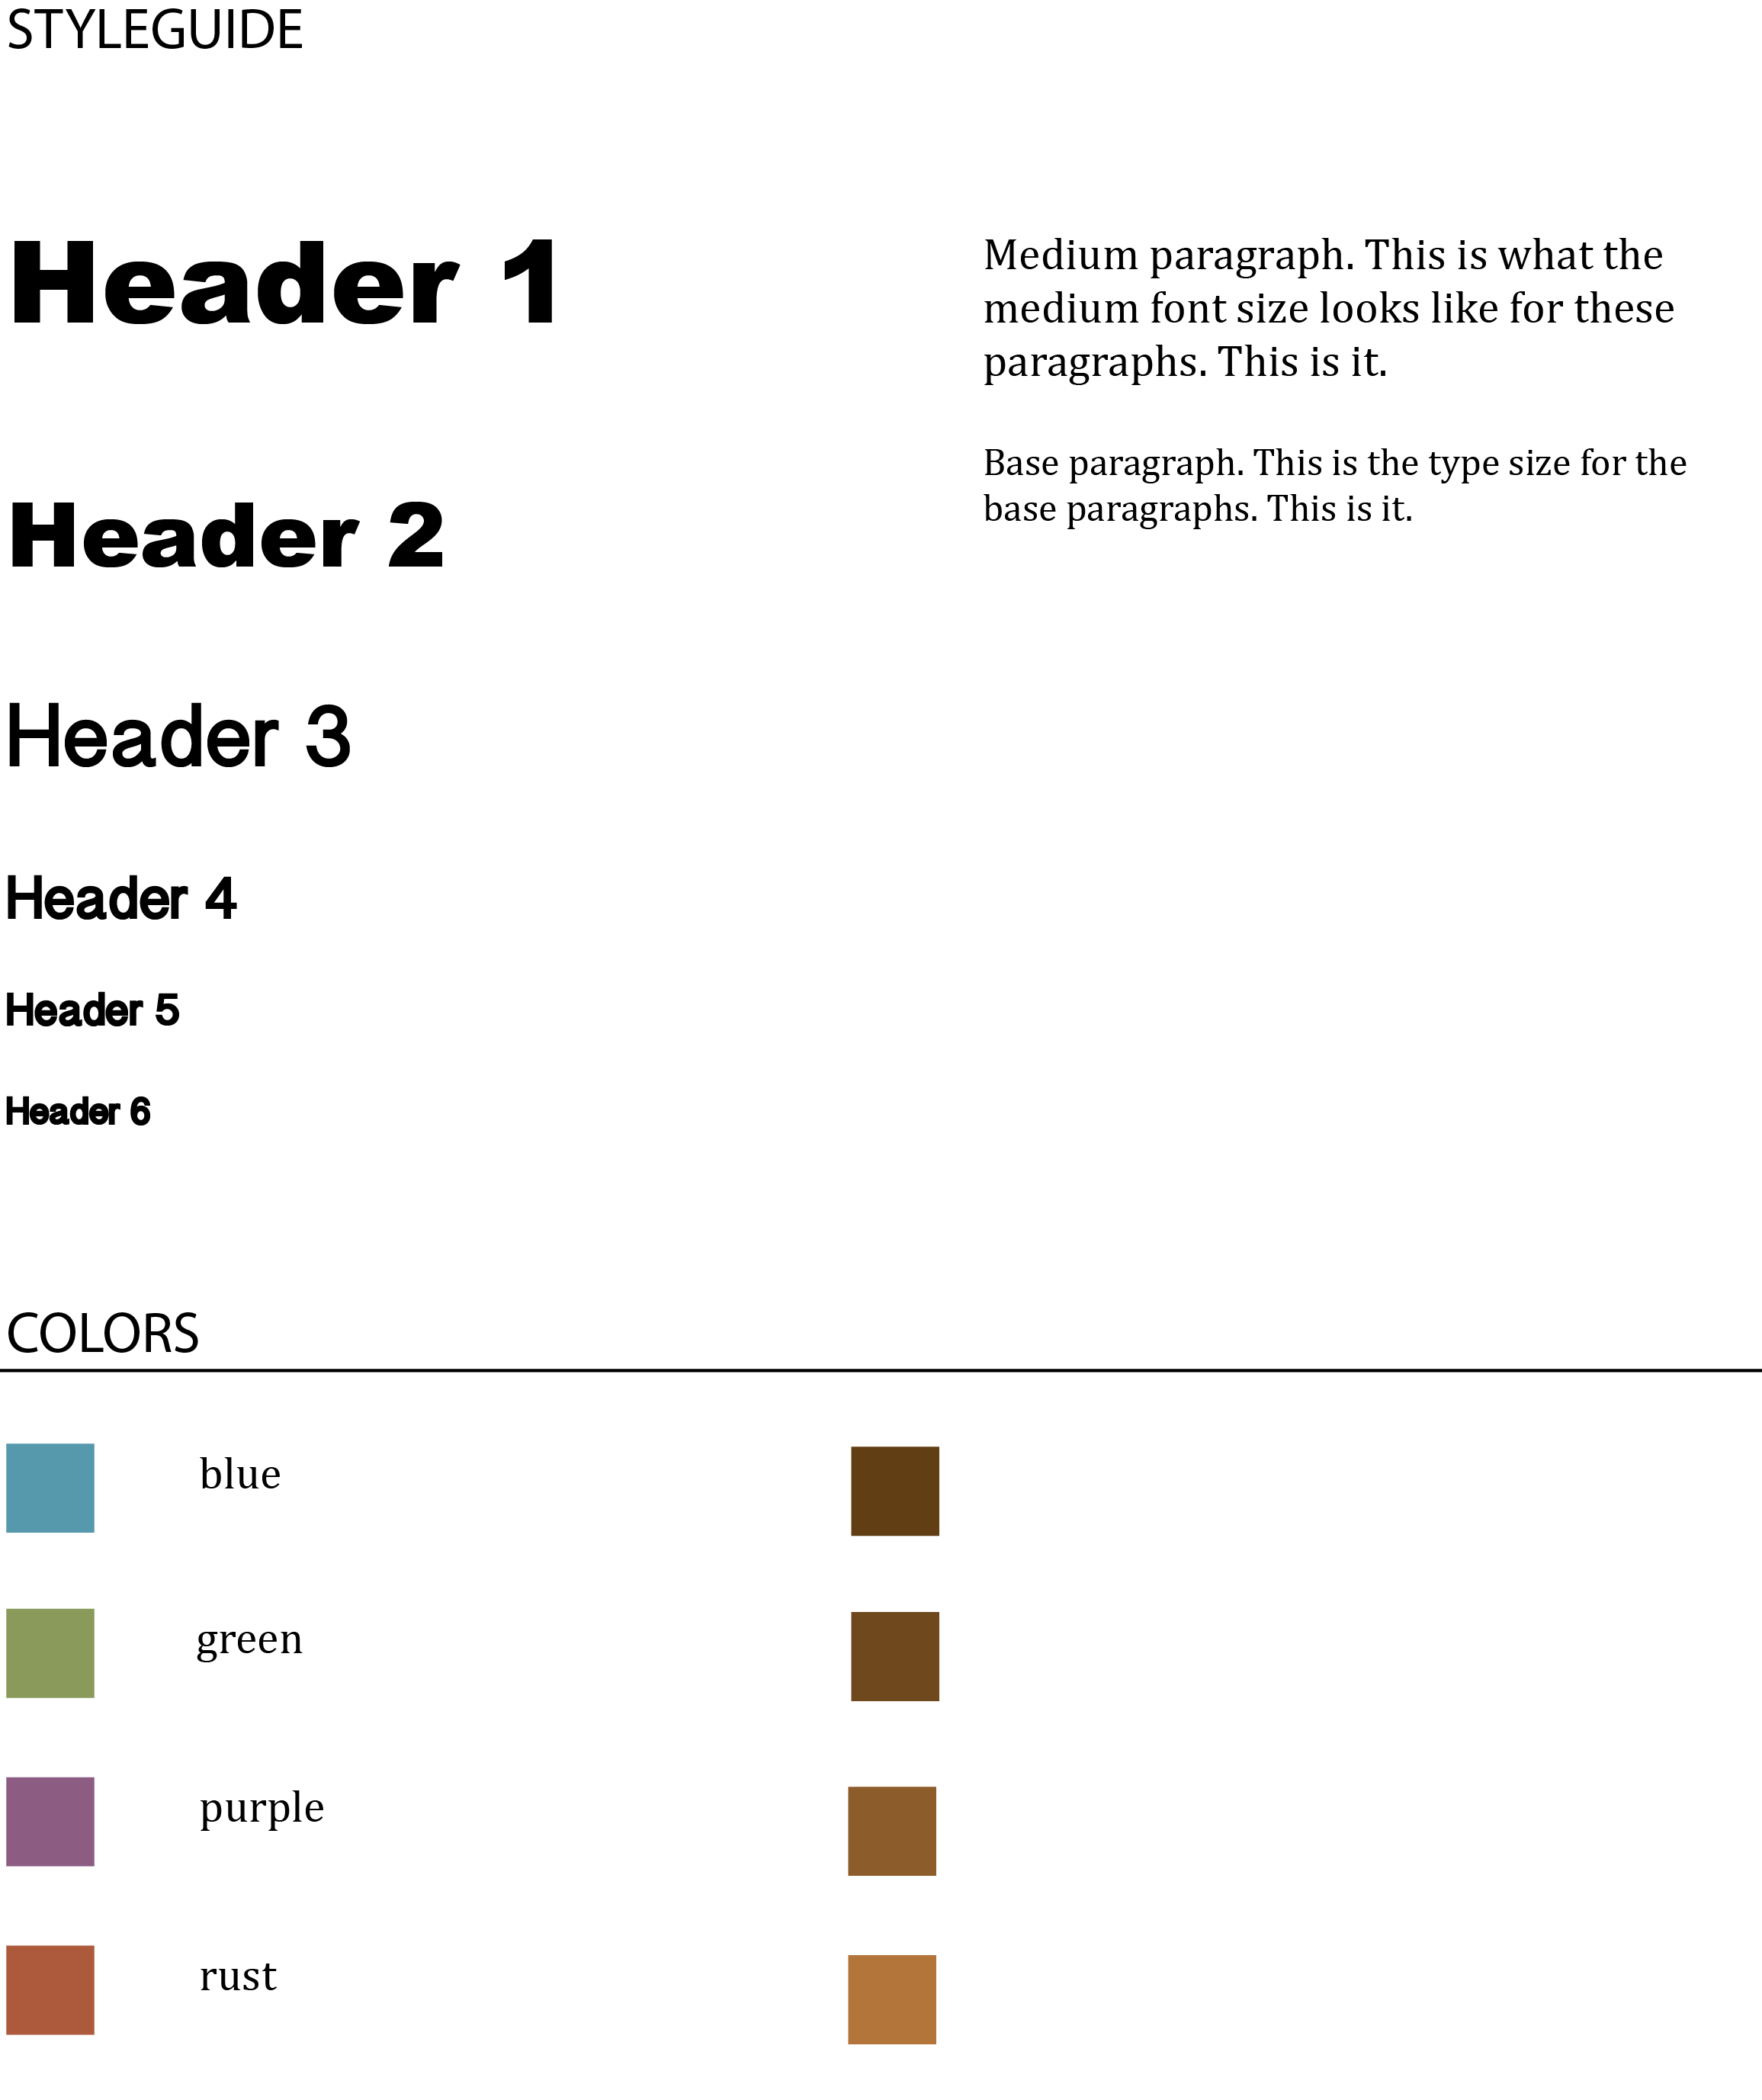 STYLEGUIDE
Header 1
Header 2
Header 3
Header 4
Header 5
Header 6
Medium paragraph. This is what the
medium font size looks like for these
paragraphs. This is it.
Base paragraph. This is the type size for the
base paragraphs. This is it.
COLORS
blue
green
purple
rust